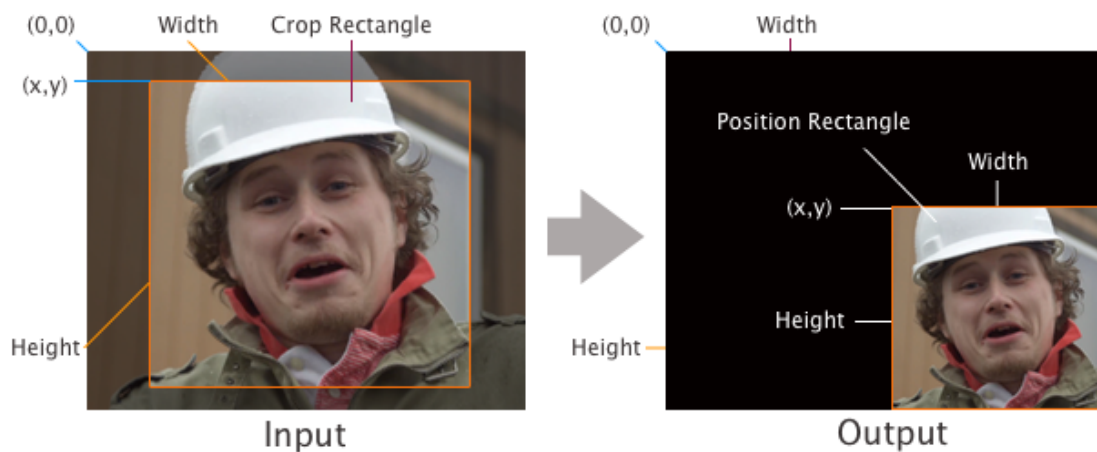 (0,0)
Width
Crop Rectangle
(x,y)
Height
Input
(0,0)
Width
Position Rectangle
Width
(x,y)
Height
Height
Output